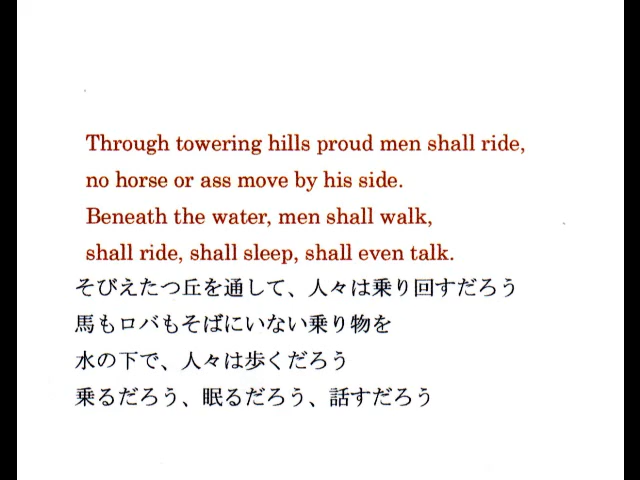 Through towering hills proud men shall ride,
no horse or ass move by his side.
Beneath the water, men shall walk,
shall ride, shall sleep, shall even talk.
そびえたつ丘を通して、人々は乗り回すだろう
馬もロバもそばにいない乗り物を
水の下で、人々は歩くだろう
乗るだろう、眠るだろう、話すだろう